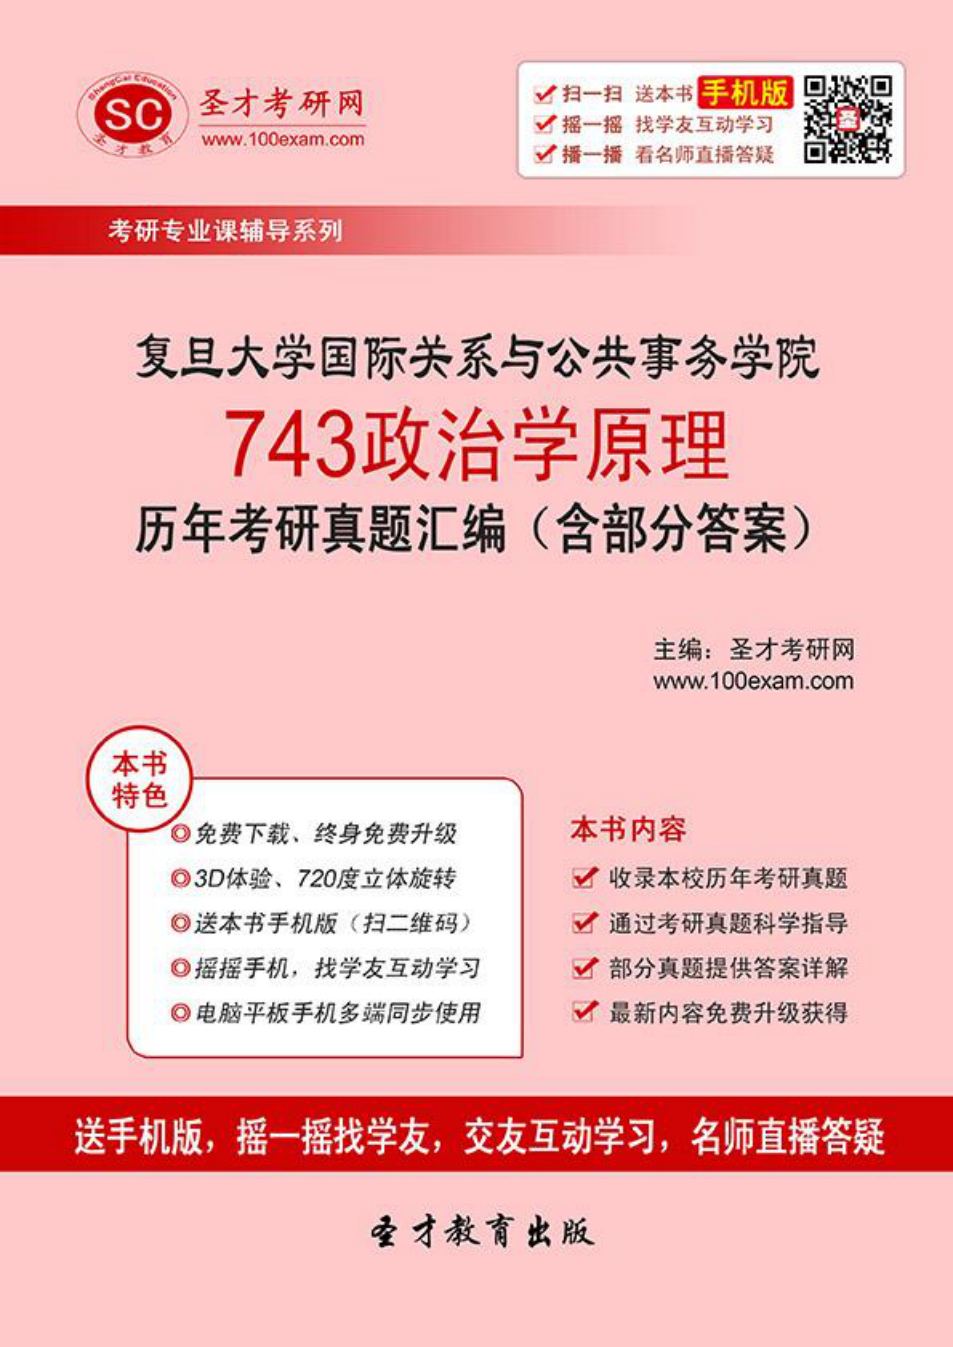 ShengCai Education
SC
圣才教育
圣才考研网
www.100exam.com
扫一扫 送本书手机版
摇一摇 找学友互动学习
播一播 看名师直播答疑
圣
考研专业课辅导系列
复旦大学国际关系与公共事务学院
743政治学原理
历年考研真题汇编（含部分答案）
主编：圣才考研网
www.100exam.com
本书
特色
◎免费下载、终身免费升级
◎3D体验、720度立体旋转
◎送本书手机版（扫二维码）
◎摇摇手机，找学友互动学习
◎电脑平板手机多端同步使用
本书内容
收录本校历年考研真题
通过考研真题科学指导
部分真题提供答案详解
最新内容免费升级获得
送手机版，摇一摇找学友，交友互动学习，名师直播答疑
圣才教育出版